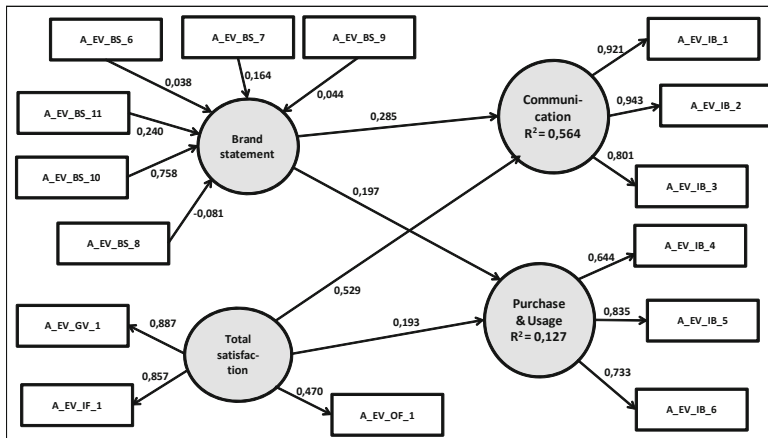 A_EV_BS_6
A_EV_BS_7
A_EV_BS_9
0,038
0,164
0,044
A_EV_BS_11
0,240
A_EV_BS_10
0,758
A_EV_BS_8
-0,081
Brand
statement
0,285
0,197
Communi-
cation
R² = 0,564
0,921
A_EV_IB_1
0,943
A_EV_IB_2
0,801
A_EV_IB_3
A_EV_GV_1
0,887
A_EV_IF_1
0,857
Total
satisfac-
tion
0,470
A_EV_OF_1
0,529
0,193
Purchase
& Usage
R² = 0,127
0,644
A_EV_IB_4
0,835
A_EV_IB_5
0,733
A_EV_IB_6